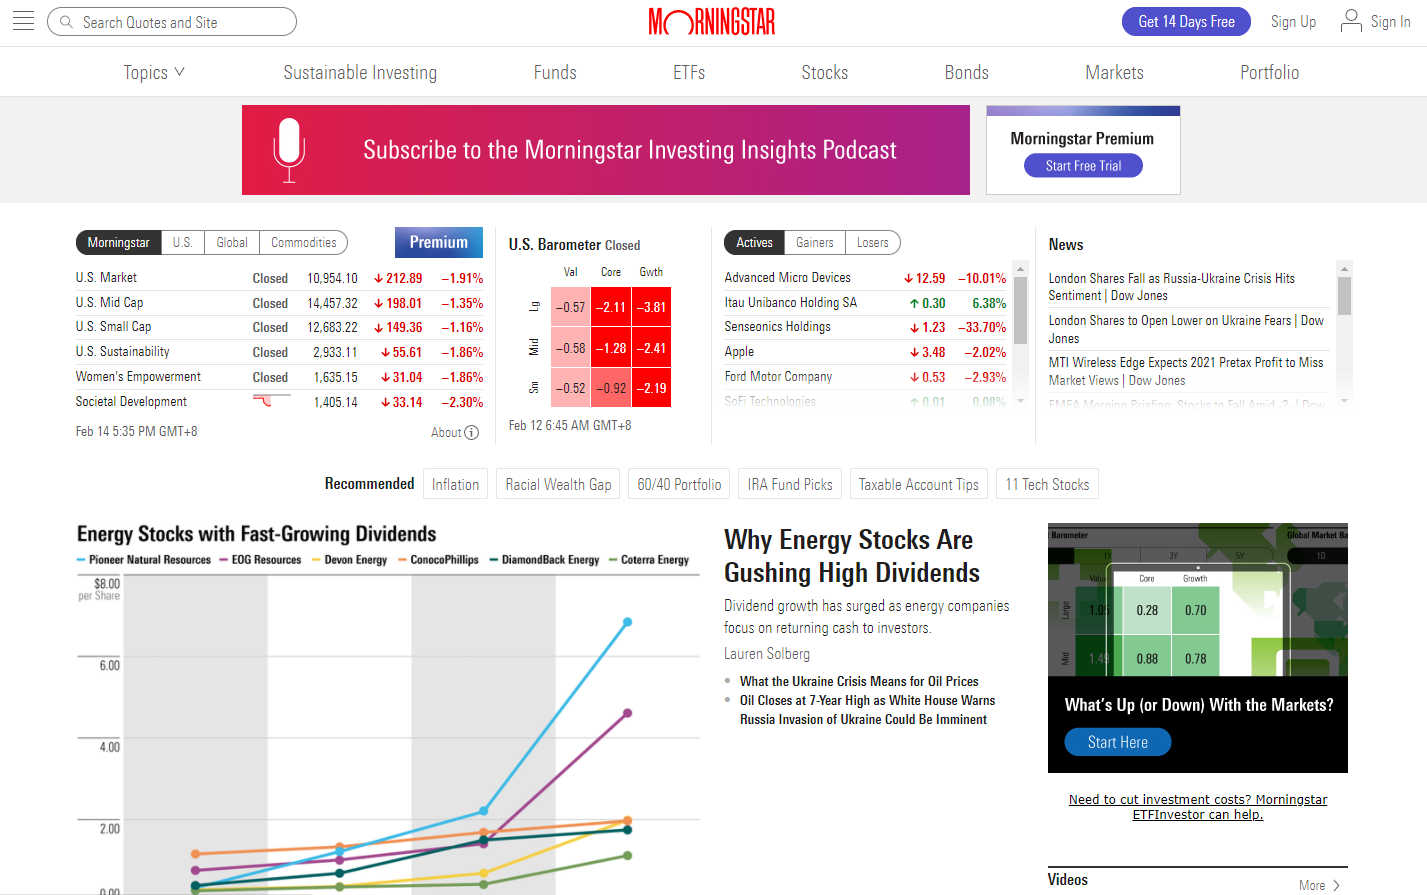 Search Quotes and Site
MORNINGSTAR
Get 14 Days Free
Sign Up
Sign In
Topics
Sustainable Investing
Funds
ETFs
Stocks
Bonds
Markets
Portfolio
Subscribe to the Morningstar Investing Insights Podcast
Morningstar Premium
Start Free Trial
Morningstar U.S. Global Commodities
Premium
U.S. Market Closed 10,954.10 212.89 −1.91%
U.S. Mid Cap Closed 14,457.32 198.01 −1.35%
U.S. Small Cap Closed 12,683.22 149.36 −1.16%
U.S. Sustainability Closed 2,933.11 55.61 −1.86%
Women's Empowerment Closed 1,635.15 31.04 −1.86%
Societal Development 1,405.14 33.14 −2.30%
Feb 14 5:35 PM GMT+8
About
U.S. Barometer Closed
Val Core Gwth
Lg −0.57 −2.11 −3.81
Mid −0.58 −1.28 −2.41
Sm −0.52 −0.92 −2.19
Feb 12 6:45 AM GMT+8
Actives Gainers Losers
Advanced Micro Devices 12.59 −10.01%
Itau Unibanco Holding SA 0.30 6.38%
Senseonics Holdings 1.23 −33.70%
Apple 3.48 −2.02%
Ford Motor Company 0.53 −2.93%
SoFi Technologies 0.01 0.08%
News
London Shares Fall as Russia-Ukraine Crisis Hits
Sentiment | Dow Jones
London Shares to Open Lower on Ukraine Fears | Dow
Jones
MTI Wireless Edge Expects 2021 Pretax Profit to Miss
Market Views | Dow Jones
EMEA Morning Briefing: Stocks to Fall Amid -2- | Dow
Recommended
Inflation
Racial Wealth Gap
60/40 Portfolio
IRA Fund Picks
Taxable Account Tips
11 Tech Stocks
Energy Stocks with Fast-Growing Dividends
Pioneer Natural Resources EOG Resources Devon Energy ConocoPhillips DiamondBack Energy Coterra Energy
$8.00
per Share
6.00
4.00
2.00
0.00
Why Energy Stocks Are
Gushing High Dividends
Dividend growth has surged as energy companies
focus on returning cash to investors.
Lauren Solberg
What the Ukraine Crisis Means for Oil Prices
Oil Closes at 7-Year High as White House Warns
Russia Invasion of Ukraine Could Be Imminent
Barometer
Global Market Ba
1Y 3Y 5Y 10
Value Core Growth
Large 1.05 0.28 0.70
Mid 1.49 0.88 0.78
What's Up (or Down) With the Markets?
Start Here
Need to cut investment costs? Morningstar
ETFInvestor can help.
Videos
More